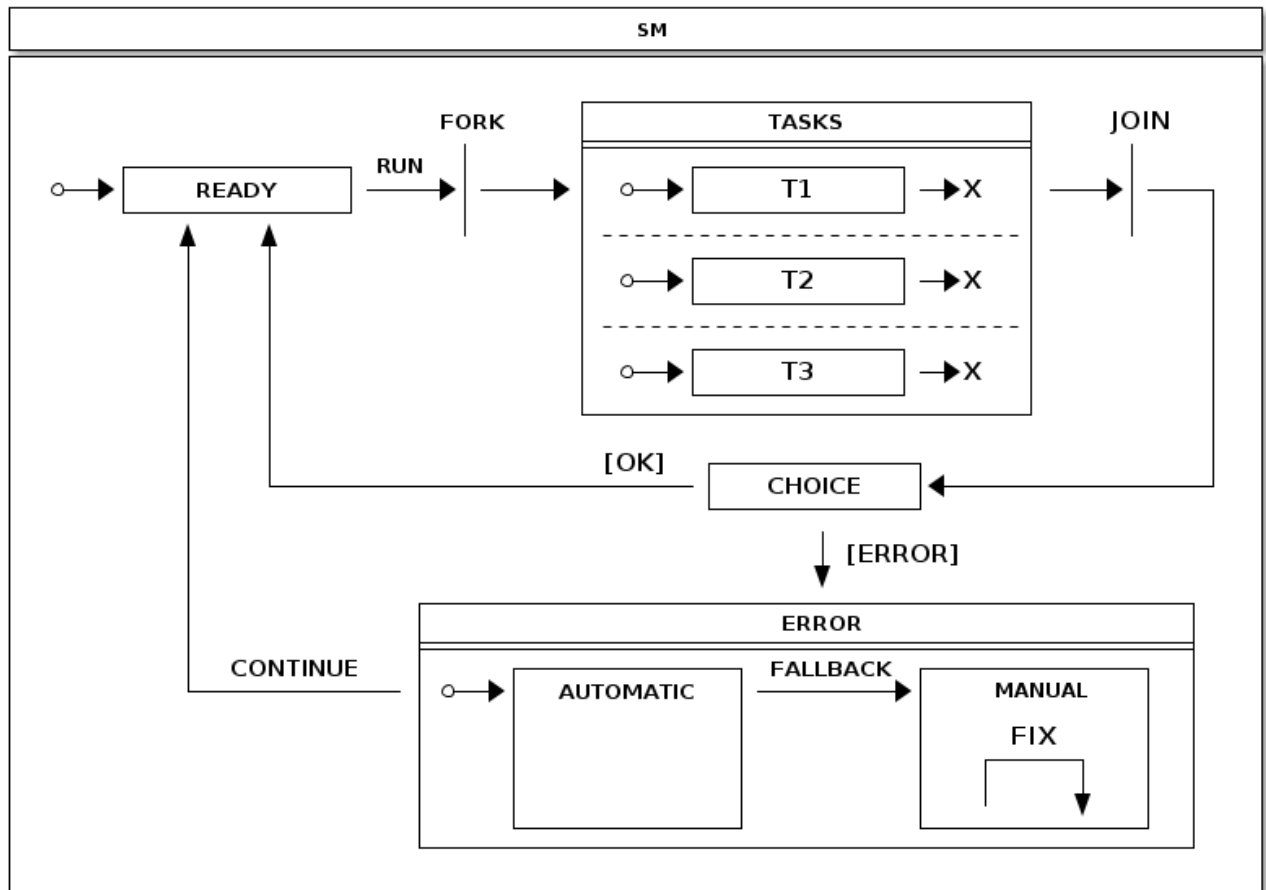 SM
FORK
TASKS
JOIN
READY
RUN
T1
X
T2
X
T3
X
[OK]
CHOICE
[ERROR]
ERROR
CONTINUE
AUTOMATIC
FALLBACK
MANUAL
FIX